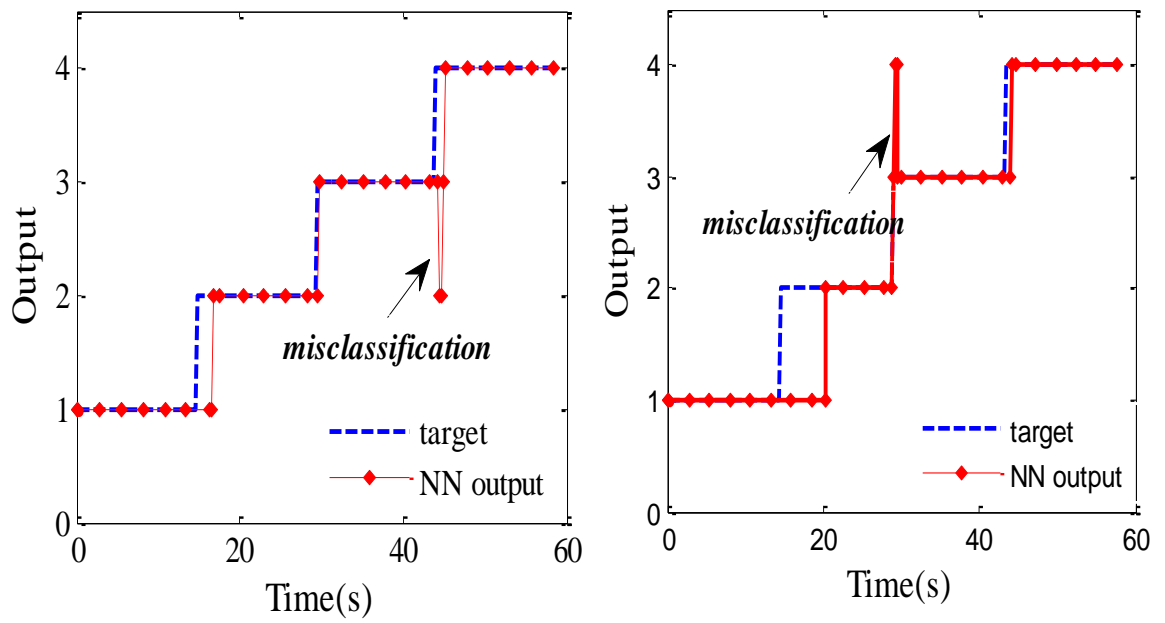 Output
4
3
2
1
0
misclassification
target
NN output
0
20
40
60
Time(s)
Output
4
3
2
1
0
misclassification
target
NN output
0
20
40
60
Time(s)